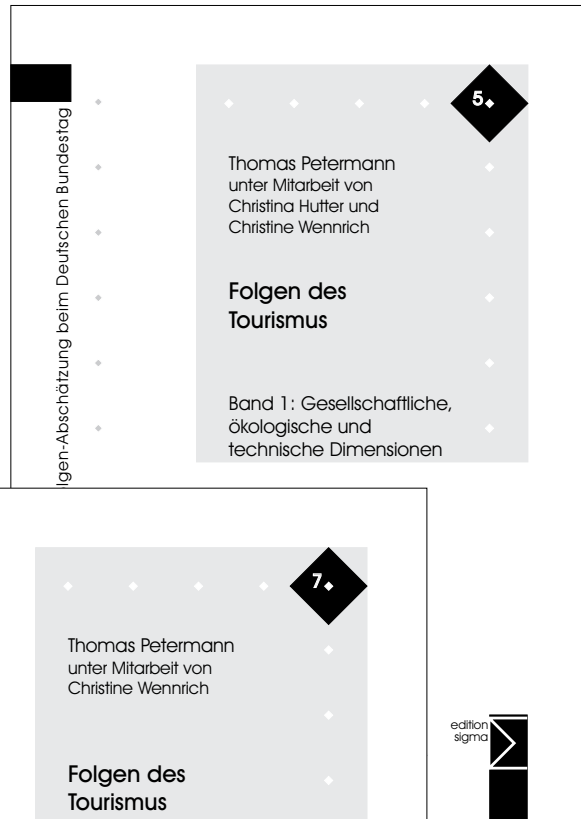 5
Thomas Petermann
unter Mitarbeit von
Christina Hutter und
Christine Wennrich
Folgen des
Tourismus
Band 1: Gesellschaftliche,
ökologische und
technische Dimensionen
lgen-Abschätzung beim Deutschen Bundestag
7
Thomas Petermann
unter Mitarbeit von
Christine Wennrich
Folgen des
Tourismus
edition
sigma